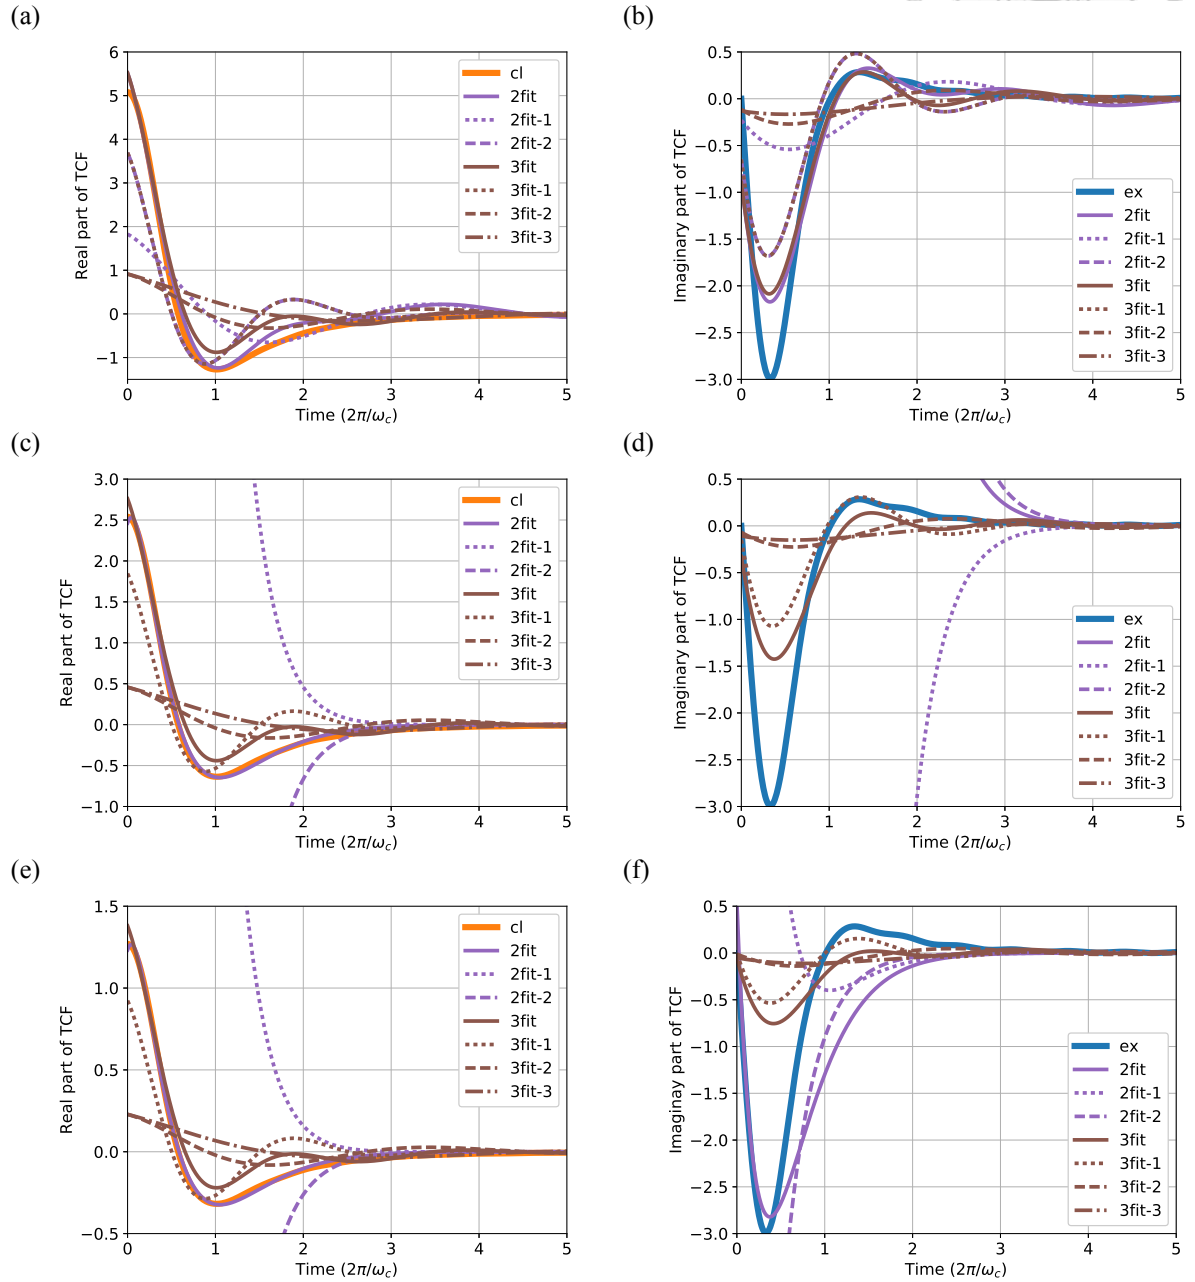 (a)
6
5
4
3
2
1
0
−1
Real part of TCF
0 1 2 3 4 5
Time (2π/ω_c)
cl
2fit
2fit-1
2fit-2
3fit
3fit-1
3fit-2
3fit-3
(b)
0.5
0.0
−0.5
−1.0
−1.5
−2.0
−2.5
−3.0
Imaginary part of TCF
0 1 2 3 4 5
Time (2π/ω_c)
ex
2fit
2fit-1
2fit-2
3fit
3fit-1
3fit-2
3fit-3
(c)
3.0
2.5
2.0
1.5
1.0
0.5
0.0
−0.5
−1.0
Real part of TCF
0 1 2 3 4 5
Time (2π/ω_c)
cl
2fit
2fit-1
2fit-2
3fit
3fit-1
3fit-2
3fit-3
(d)
0.5
0.0
−0.5
−1.0
−1.5
−2.0
−2.5
−3.0
Imaginary part of TCF
0 1 2 3 4 5
Time (2π/ω_c)
ex
2fit
2fit-1
2fit-2
3fit
3fit-1
3fit-2
3fit-3
(e)
1.5
1.0
0.5
0.0
−0.5
Real part of TCF
0 1 2 3 4 5
Time (2π/ω_c)
cl
2fit
2fit-1
2fit-2
3fit
3fit-1
3fit-2
3fit-3
(f)
0.5
0.0
−0.5
−1.0
−1.5
−2.0
−2.5
−3.0
Imaginay part of TCF
0 1 2 3 4 5
Time (2π/ω_c)
ex
2fit
2fit-1
2fit-2
3fit
3fit-1
3fit-2
3fit-3